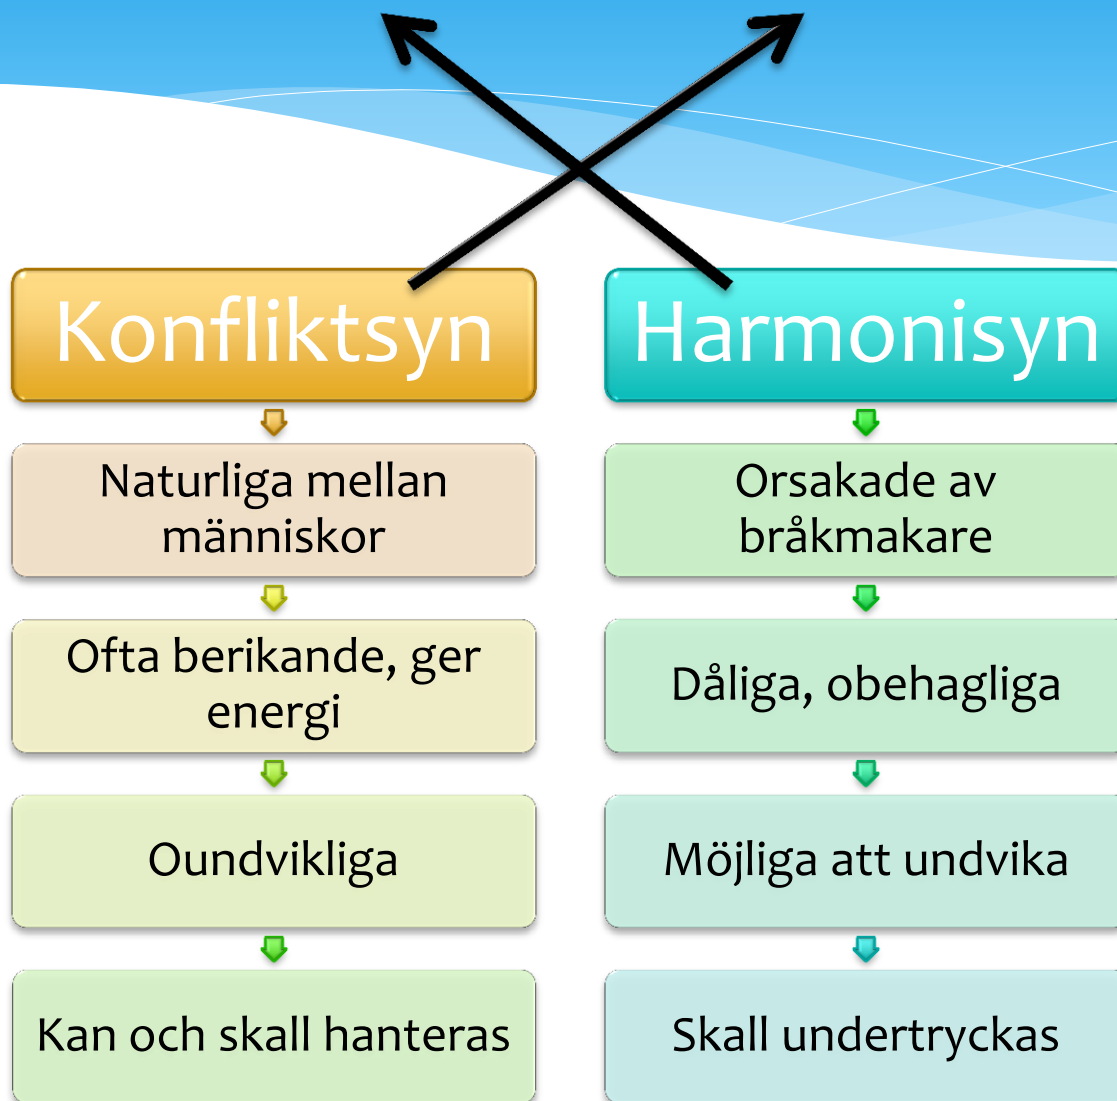 Konfliktsyn
Naturliga mellan
människor
Ofta berikande, ger
energi
Oundvikliga
Kan och skall hanteras
Harmonisyn
Orsakade av
bråkmakare
Dåliga, obehagliga
Möjliga att undvika
Skall undertryckas